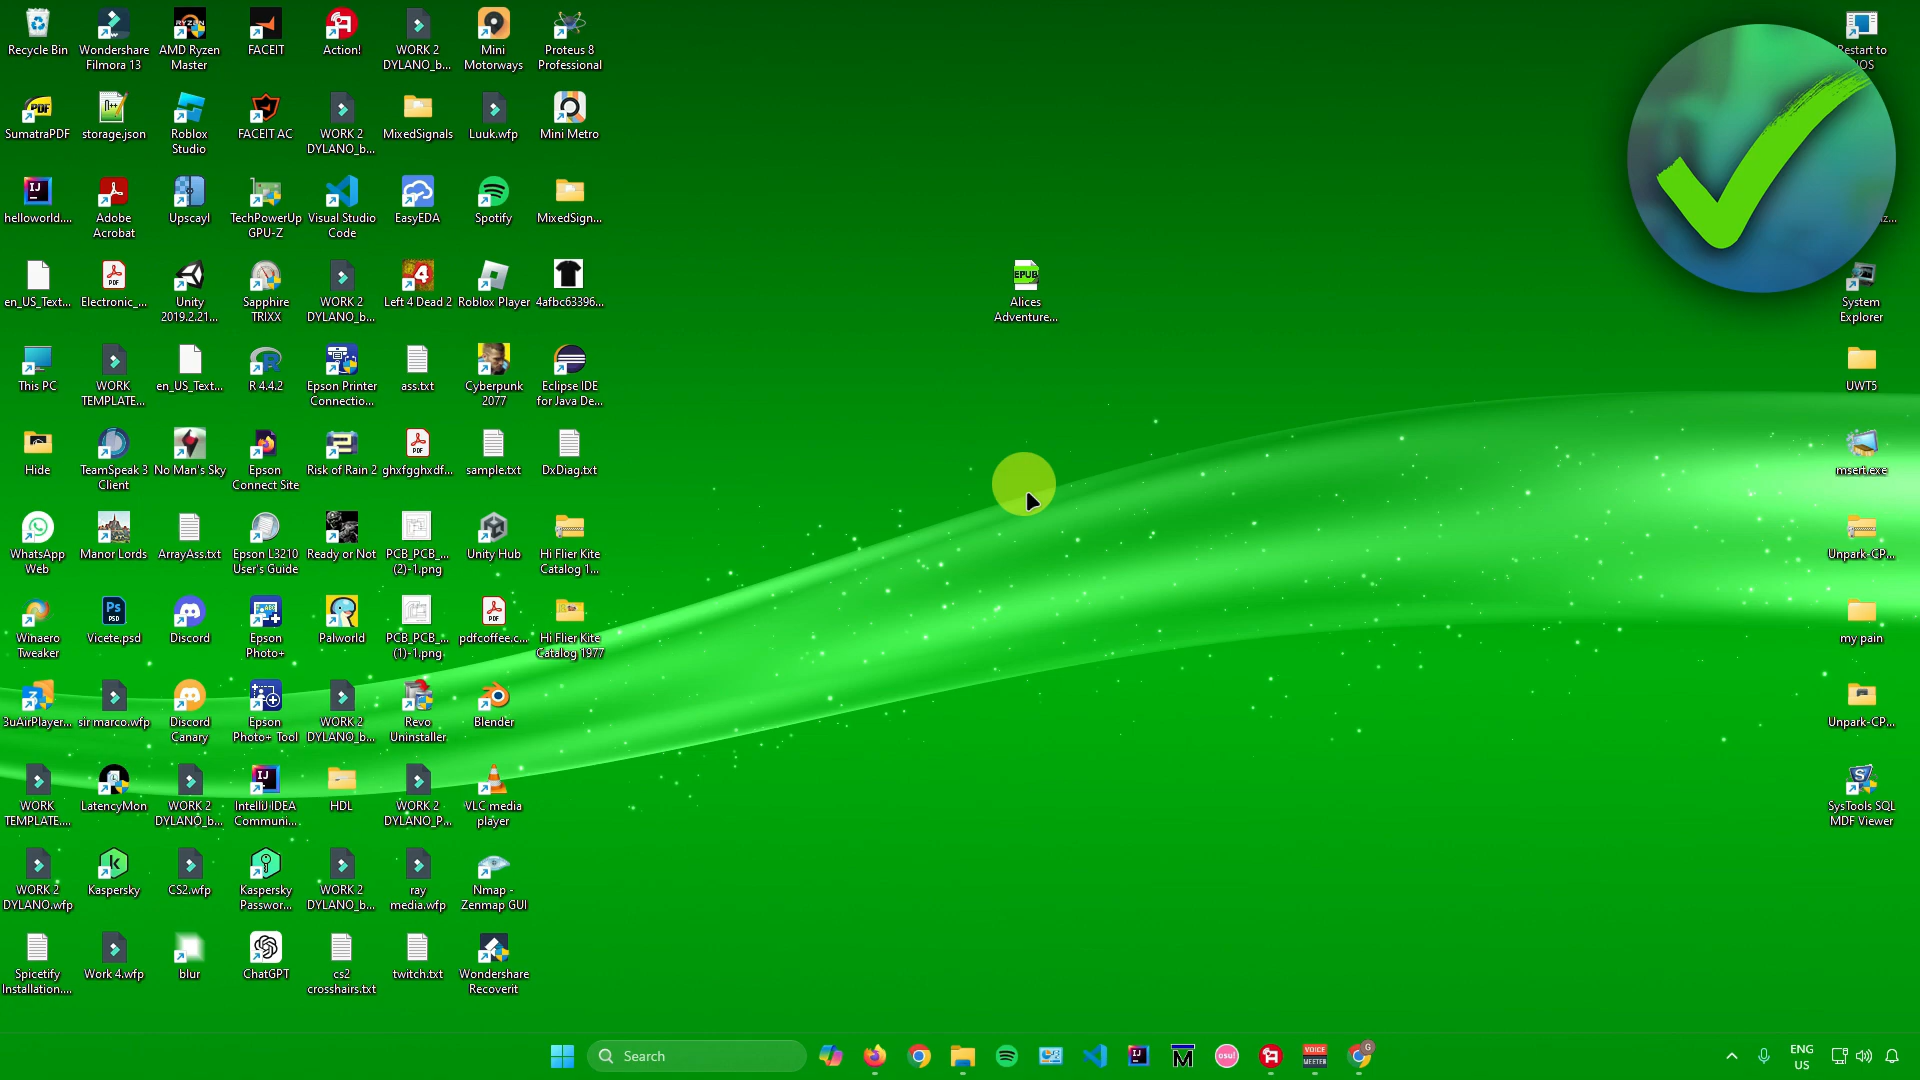 Recycle Bin
Wondershare
Filmora 13
AMD Ryzen
Master
FACEIT
Action!
WORK 2
DYLANO_b...
Mini
Motorways
Proteus 8
Professional
Restart to
SumatraPDF
storage.json
Roblox
Studio
FACEIT AC
WORK 2
DYLANO_b...
MixedSignals
Luuk.wfp
Mini Metro
helloworld....
Adobe
Acrobat
Upscayl
TechPowerUp
GPU-Z
Visual Studio
Code
EasyEDA
Spotify
MixedSign...
en_US_Text...
Electronic_...
Unity
2019.2.21...
Sapphire
TRIXX
WORK 2
DYLANO_b...
Left 4 Dead 2
Roblox Player
4afbc63396...
EPUB
Alices
Adventure...
System
Explorer
This PC
WORK
TEMPLATE...
en_US_Text...
R 4.4.2
Epson Printer
Connectio...
ass.txt
Cyberpunk
2077
Eclipse IDE
for Java De...
UWT5
Hide
TeamSpeak 3
Client
No Man's Sky
Epson
Connect Site
Risk of Rain 2
ghxfgghxdf...
sample.txt
DxDiag.txt
msert.exe
WhatsApp
Web
Manor Lords
ArrayAss.txt
Epson L3210
User's Guide
Ready or Not
PCB_PCB_...
(2)-1.png
Unity Hub
Hi Flier Kite
Catalog 1...
Unpark-CP...
Winaero
Tweaker
Vicete.psd
Discord
Epson
Photo+
Palworld
PCB_PCB_...
(1)-1.png
pdfcoffee.c...
Hi Flier Kite
Catalog 1977
my pain
3uAirPlayer...
sir marco.wfp
Discord
Canary
Epson
Photo+ Tool
WORK 2
DYLANO_b...
Revo
Uninstaller
Blender
Unpark-CP...
WORK
TEMPLATE....
LatencyMon
WORK 2
DYLANO_b...
IntelliJ IDEA
Communi...
HDL
WORK 2
DYLANO_P...
VLC media
player
SysTools SQL
MDF Viewer
WORK 2
DYLANO.wfp
Kaspersky
CS2.wfp
Kaspersky
Passwor...
WORK 2
DYLANO_b...
ray
media.wfp
Nmap -
Zenmap GUI
Spicetify
Installation....
Work 4.wfp
blur
ChatGPT
cs2
crosshairs.txt
twitch.txt
Wondershare
Recoverit
Search
ENG
US